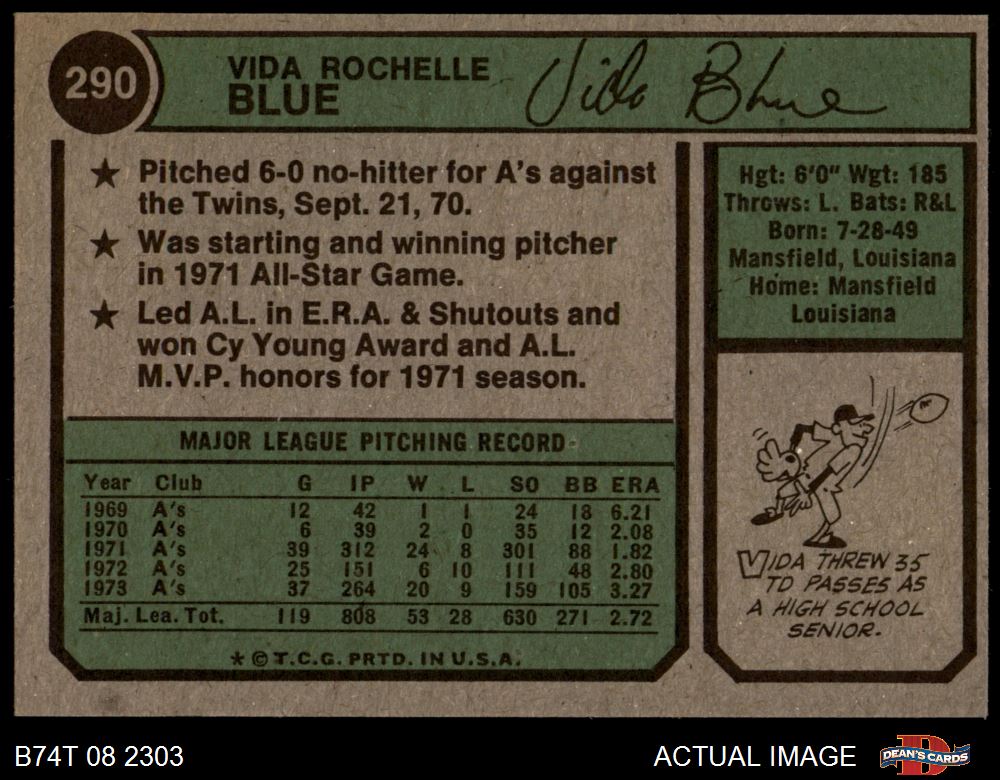 290
VIDA ROCHELLE
BLUE
Vida Blue
★ Pitched 6-0 no-hitter for A's against
the Twins, Sept. 21, 70.
★ Was starting and winning pitcher
in 1971 All-Star Game.
★ Led A.L. in E.R.A. & Shutouts and
won Cy Young Award and A.L.
M.V.P. honors for 1971 season.
MAJOR LEAGUE PITCHING RECORD
Year Club G IP W L SO BB ERA
1969 A's 12 42 1 1 24 18 6.21
1970 A's 6 39 2 0 35 12 2.08
1971 A's 39 312 24 8 301 88 1.82
1972 A's 25 151 6 10 111 48 2.80
1973 A's 37 264 20 9 159 105 3.27
Maj. Lea. Tot. 119 808 53 28 630 271 2.72
* © T.C.G. PRTD. IN U.S.A.
Hgt: 6'0" Wgt: 185
Throws: L. Bats: R&L
Born: 7-28-49
Mansfield, Louisiana
Home: Mansfield
Louisiana
VIDA THREW 35
TD PASSES AS
A HIGH SCHOOL
SENIOR.
B74T 08 2303
ACTUAL IMAGE
DEAN'S CARDS